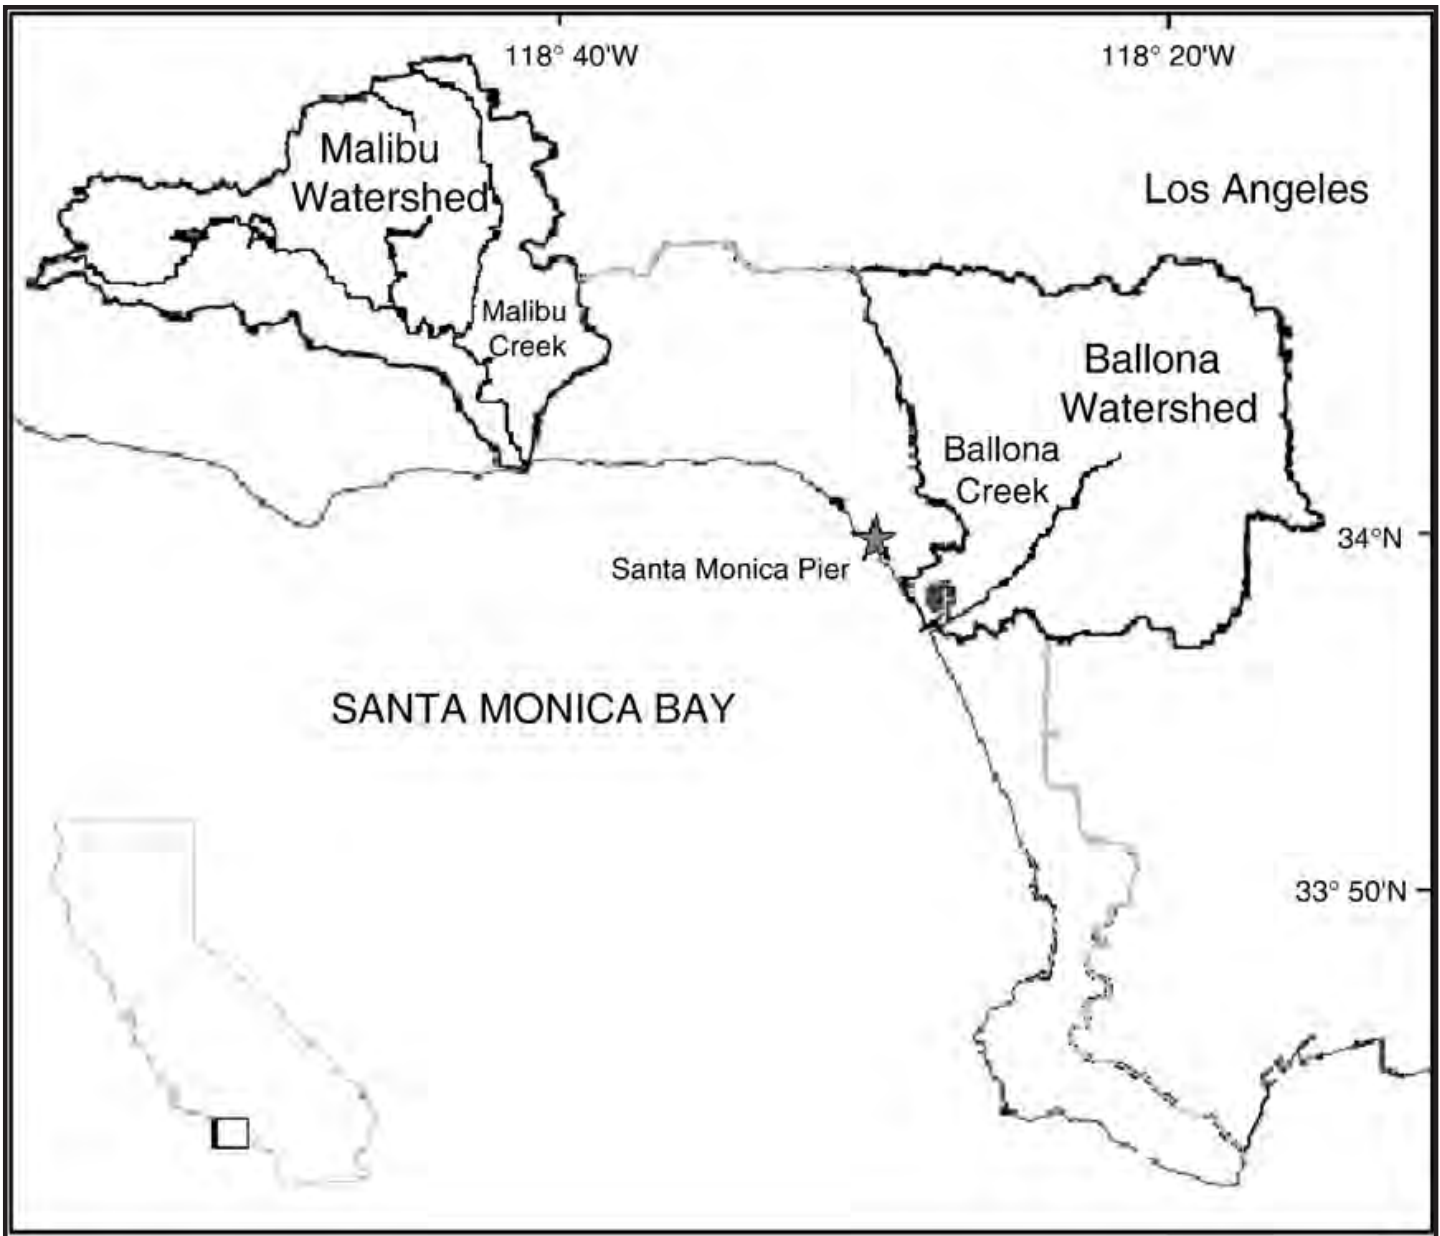 118° 40'W
118° 20'W
Malibu
Watershed
Los Angeles
Malibu
Creek
Ballona
Watershed
Ballona
Creek
34°N
Santa Monica Pier
SANTA MONICA BAY
33° 50'N